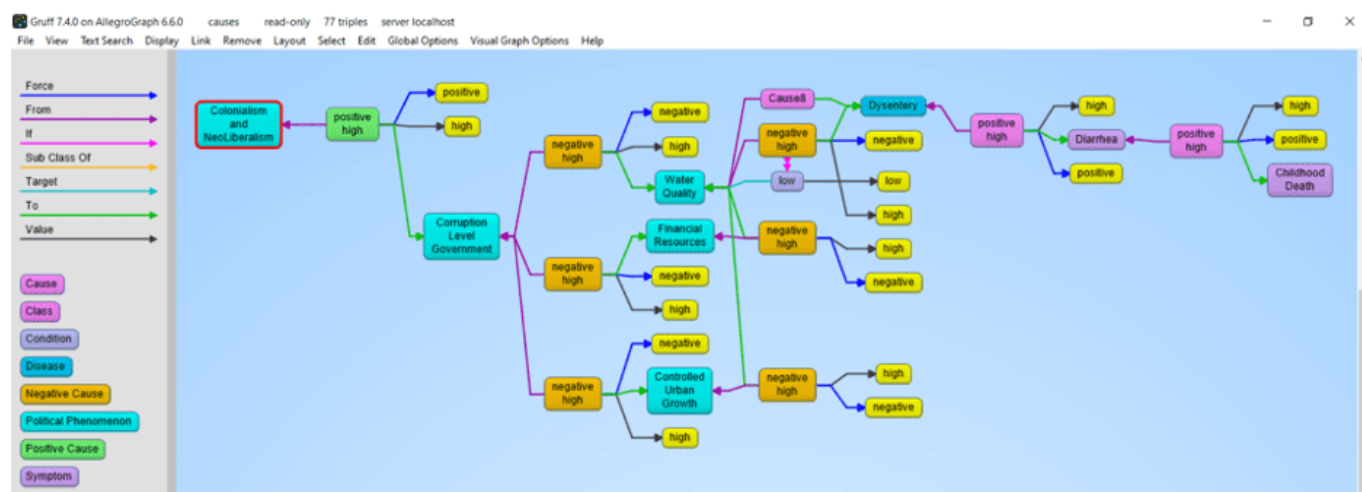 Gruff 7.4.0 on AllegroGraph 6.6.0 causes read-only 77 triples server localhost
File View Text Search Display Link Remove Layout Select Edit Global Options Visual Graph Options Help
Force
From
If
Sub Class Of
Target
To
Value
Cause
Class
Condition
Disease
Negative Cause
Political Phenomenon
Positive Cause
Symptom
Colonialism
and
NeoLiberalism
positive
high
positive
high
Corruption
Level
Government
negative
high
negative
high
Water
Quality
negative
high
Financial
Resources
negative
high
negative
high
negative
Controlled
Urban
Growth
high
Cause8
negative
high
low
Dysentery
negative
low
high
negative
high
high
negative
negative
high
high
negative
positive
high
high
Diarrhea
positive
positive
high
high
positive
Childhood
Death